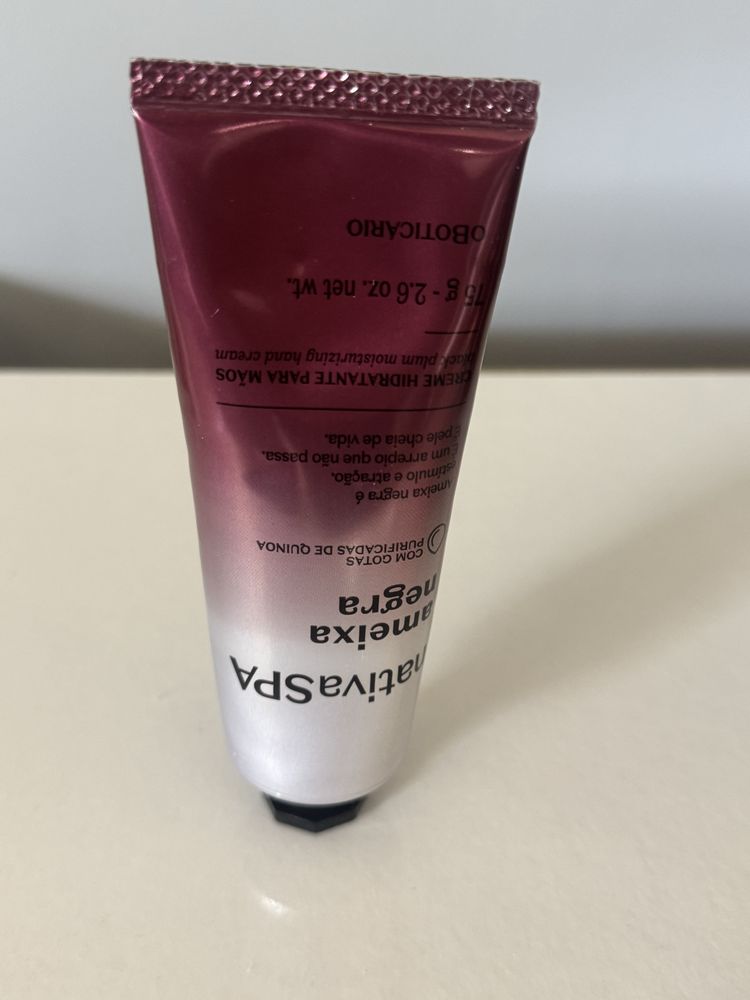 nativaSPA
ameixa
negra
COM GOTAS
PURIFICADAS DE QUINOA
Ameixa negra é
estímulo e atração.
É um arrepio que não passa.
É pele cheia de vida.
CREME HIDRATANTE PARA MÃOS
black plum moisturizing hand cream
75 g - 2.6 oz. net wt.
oBOTICÁRIO